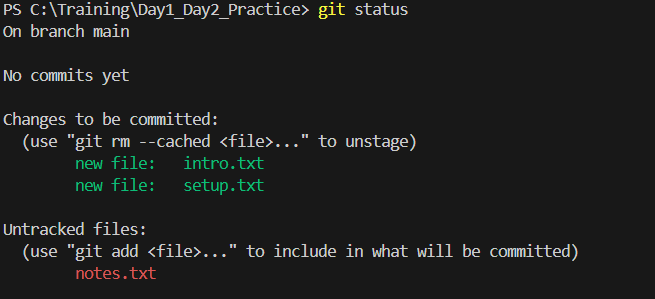 PS C:\Training\Day1_Day2_Practice> git status
On branch main
No commits yet
Changes to be committed:
  (use "git rm --cached <file>..." to unstage)
        new file:   intro.txt
        new file:   setup.txt
Untracked files:
  (use "git add <file>..." to include in what will be committed)
        notes.txt